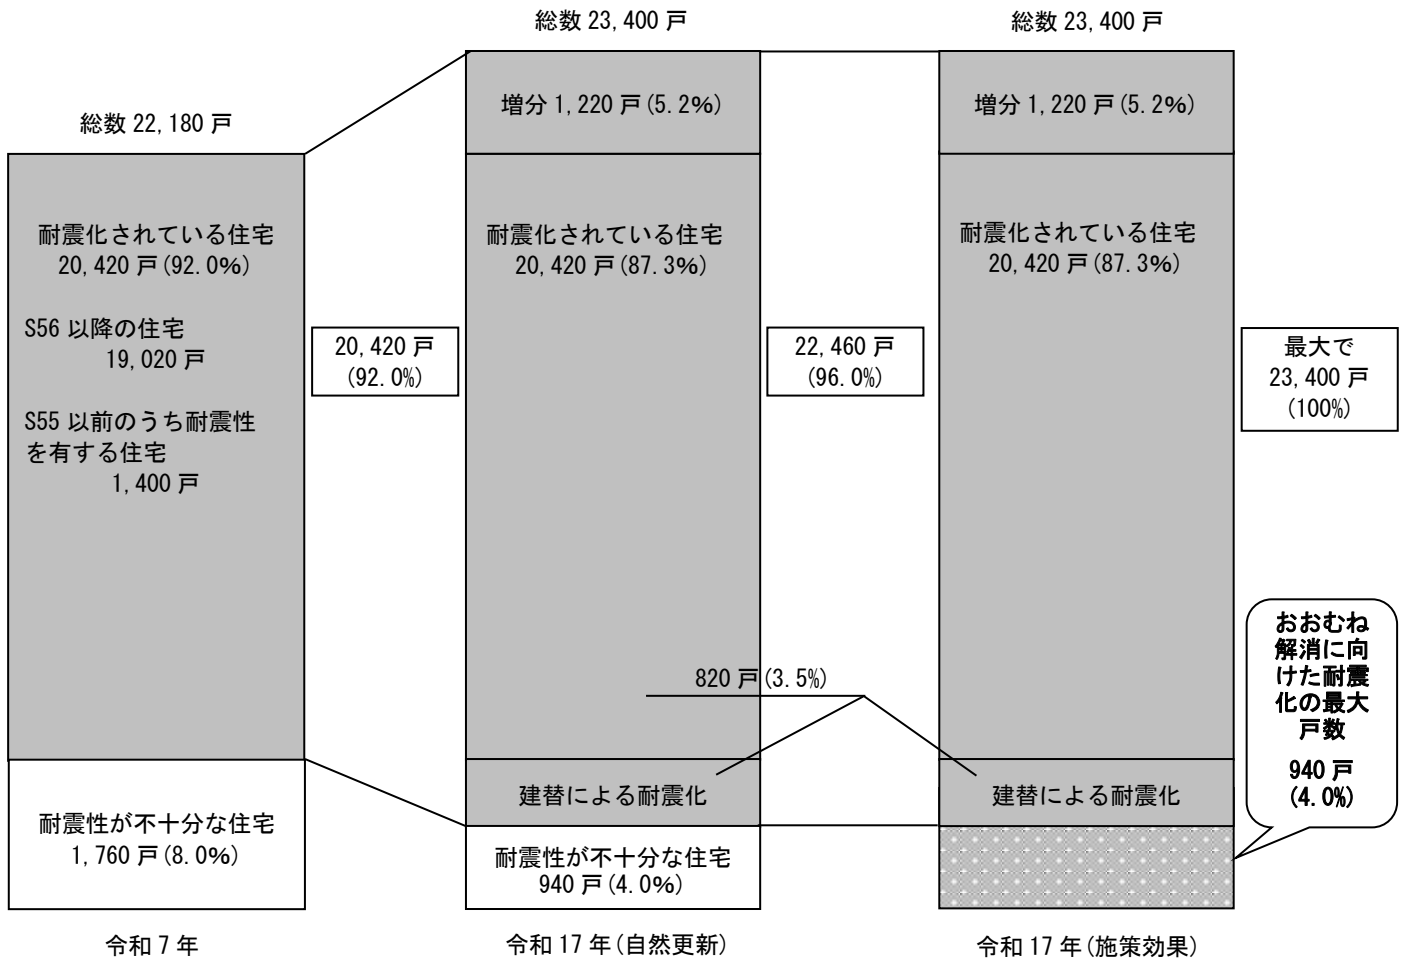 総数 22,180 戸
耐震化されている住宅
20,420 戸(92.0%)
S56 以降の住宅
19,020 戸
S55 以前のうち耐震性
を有する住宅
1,400 戸
耐震性が不十分な住宅
1,760 戸(8.0%)
令和 7 年
20,420 戸
(92.0%)
総数 23,400 戸
増分 1,220 戸(5.2%)
耐震化されている住宅
20,420 戸(87.3%)
820 戸(3.5%)
建替による耐震化
耐震性が不十分な住宅
940 戸(4.0%)
令和 17 年(自然更新)
22,460 戸
(96.0%)
総数 23,400 戸
増分 1,220 戸(5.2%)
耐震化されている住宅
20,420 戸(87.3%)
建替による耐震化
令和 17 年(施策効果)
最大で
23,400 戸
(100%)
おおむね
解消に向
けた耐震
化の最大
戸数
940 戸
(4.0%)